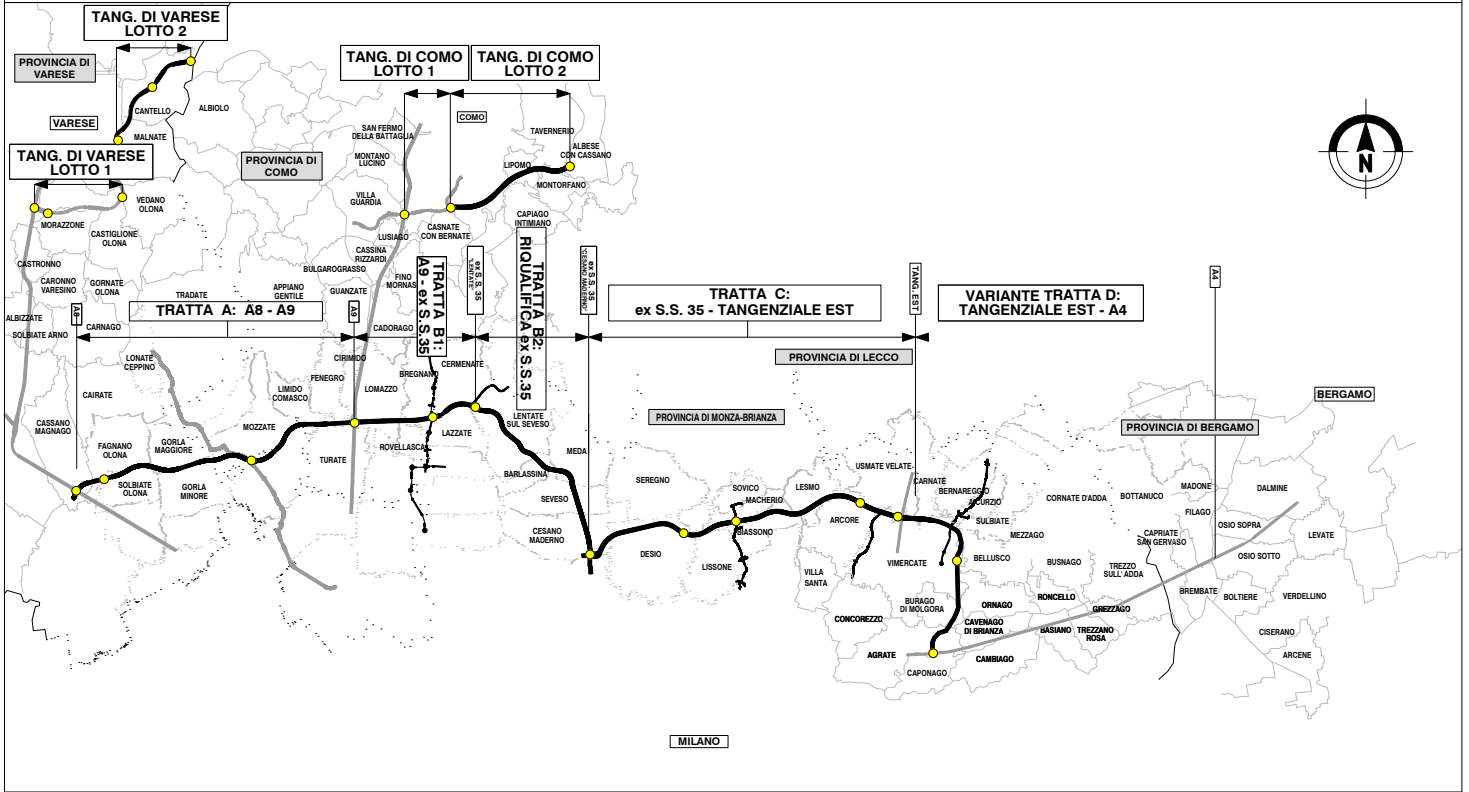 TANG. DI VARESE
LOTTO 2
PROVINCIA DI
VARESE
TANG. DI COMO
LOTTO 1
TANG. DI COMO
LOTTO 2
CANTELLO
ALBIOLO
VARESE
MALNATE
COMO
SAN FERMO
DELLA BATTAGLIA
TAVERNERIO
ALBESE
CON CASSANO
TANG. DI VARESE
LOTTO 1
PROVINCIA DI
COMO
MONTANO
LUCINO
LIPOMO
MONTORFANO
N
VEDANO
OLONA
VILLA
GUARDIA
MORAZZONE
CASTIGLIONE
OLONA
LUSIAGO
CASNATE
CON BERNATE
CAPIAGO
INTIMIANO
CASTRONNO
CARONNO
VARESINO
GORNATE
OLONA
CASSINA
RIZZARDI
BULGAROGRASSO
FINO
MORNAS
APPIANO
GENTILE
GUANZATE
TRADATE
TRATTA A: A8 - A9
A8
A9
TRATTA B1:
A9 - ex S.S.35
ex S.S. 35
"LENTATE"
TRATTA B2:
RIQUALIFICA ex S.S.35
ex S.S. 35
"CESANO MADERNO"
TRATTA C:
ex S.S. 35 - TANGENZIALE EST
TANG. EST
VARIANTE TRATTA D:
TANGENZIALE EST - A4
A4
ALBIZZATE
SOLBIATE ARNO
CARNAGO
CADORAGO
LONATE
CEPPINO
CIRIMIDO
CERMENATE
BREGNANO
FENEGRO
LIMIDO
COMASCO
LOMAZZO
PROVINCIA DI LECCO
CAIRATE
BERGAMO
CASSANO
MAGNAGO
MOZZATE
LENTATE
SUL SEVESO
PROVINCIA DI MONZA-BRIANZA
PROVINCIA DI BERGAMO
FAGNANO
OLONA
GORLA
MAGGIORE
ROVELLASCA
LAZZATE
MEDA
TURATE
SOLBIATE
OLONA
GORLA
MINORE
BARLASSINA
SEREGNO
USMATE VELATE
CARNATE
SEVESO
SOVICO
MACHERIO
LESMO
BERNAREGGIO
AICURZIO
CORNATE D'ADDA
BOTTANUCO
MADONE
DALMINE
FILAGO
CESANO
MADERNO
DESIO
BIASSONO
ARCORE
SULBIATE
MEZZAGO
CAPRIATE
SAN GERVASO
OSIO SOPRA
LEVATE
LISSONE
VILLA
SANTA
VIMERCATE
BELLUSCO
BUSNAGO
TREZZO
SULL' ADDA
OSIO SOTTO
BURAGO
DI MOLGORA
ORNAGO
RONCELLO
GREZZAGO
BREMBATE
BOLTIERE
VERDELLINO
CONCOREZZO
CAVENAGO
DI BRIANZA
BASIANO
TREZZANO
ROSA
CISERANO
AGRATE
CAMBIAGO
ARCENE
CAPONAGO
MILANO